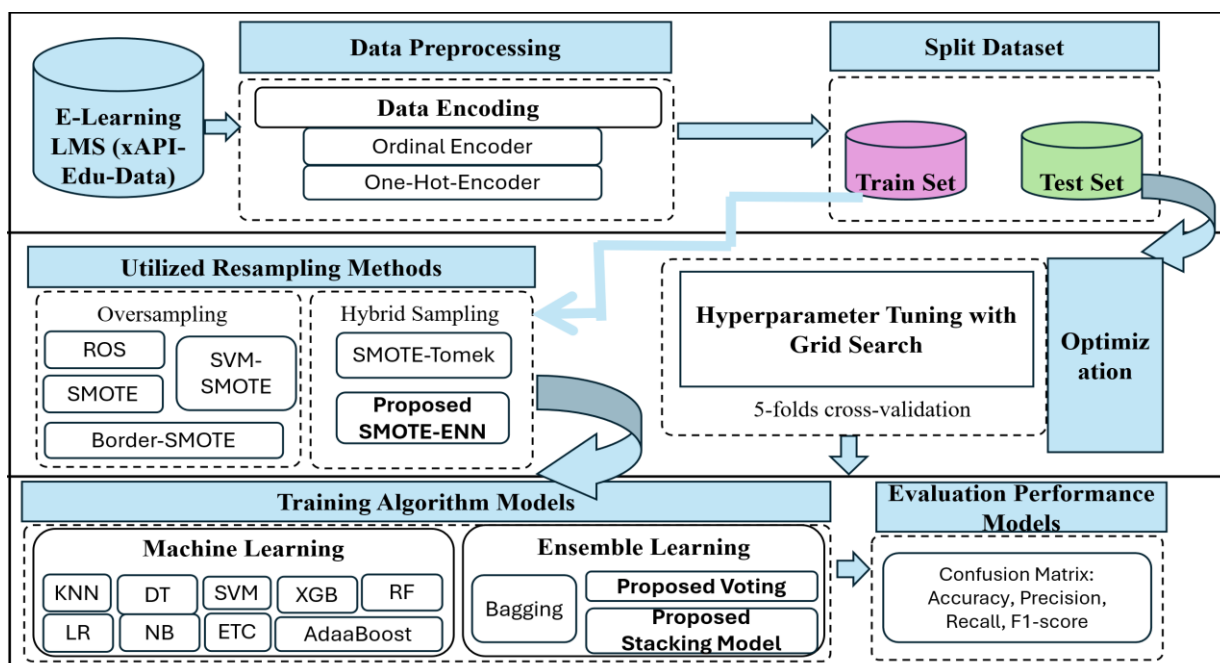 E-Learning
LMS (xAPI-
Edu-Data)
Data Preprocessing
Data Encoding
Ordinal Encoder
One-Hot-Encoder
Split Dataset
Train Set
Test Set
Utilized Resampling Methods
Oversampling
ROS
SMOTE
SVM-
SMOTE
Border-SMOTE
Hybrid Sampling
SMOTE-Tomek
Proposed
SMOTE-ENN
Hyperparameter Tuning with
Grid Search
5-folds cross-validation
Optimiz
ation
Training Algorithm Models
Machine Learning
KNN
DT
SVM
XGB
RF
LR
NB
ETC
AdaaBoost
Ensemble Learning
Bagging
Proposed Voting
Proposed
Stacking Model
Evaluation Performance
Models
Confusion Matrix:
Accuracy, Precision,
Recall, F1-score